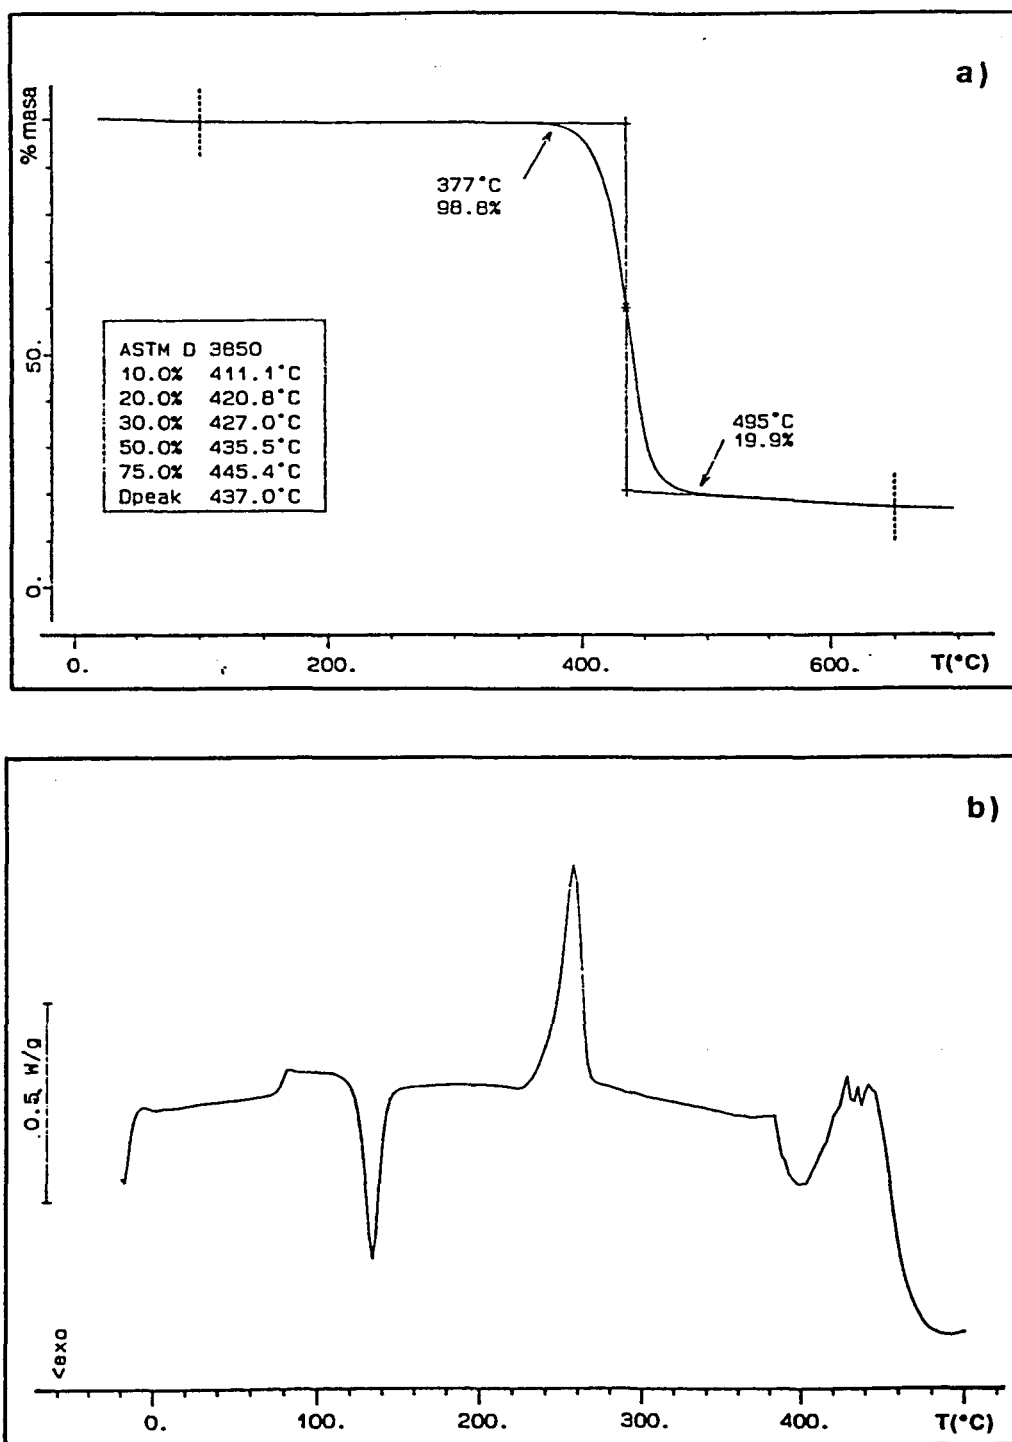 a)
% masa
377°C
98.8%
50.
ASTM D 3850
10.0% 411.1°C
20.0% 420.8°C
30.0% 427.0°C
50.0% 435.5°C
75.0% 445.4°C
Dpeak 437.0°C
495°C
19.9%
0.
0. 200. 400. 600. T(°C)
b)
0.5 W/g
<exo
0. 100. 200. 300. 400. T(°C)